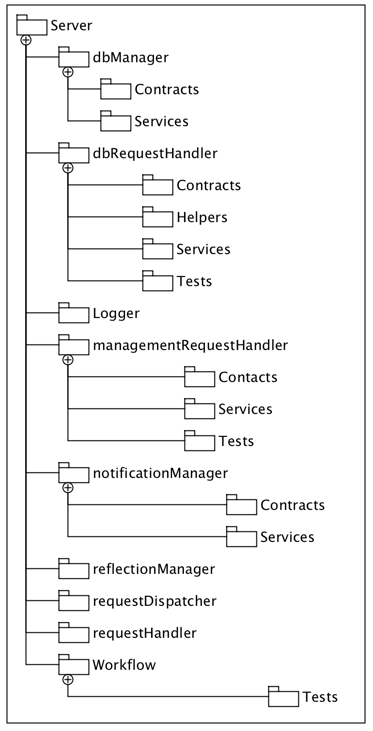 Server
dbManager
Contracts
Services
dbRequestHandler
Contracts
Helpers
Services
Tests
Logger
managementRequestHandler
Contacts
Services
Tests
notificationManager
Contracts
Services
reflectionManager
requestDispatcher
requestHandler
Workflow
Tests